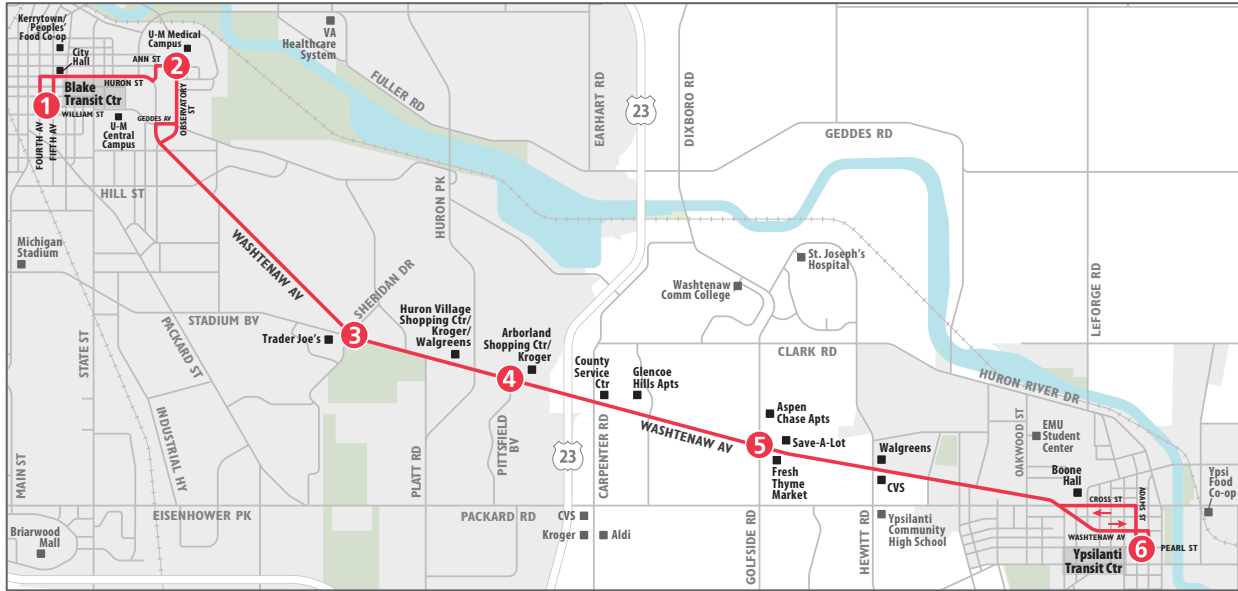 Kerrytown/
Peoples'
Food Co-op
City
Hall
U-M Medical
Campus
ANN ST
2
HURON ST
Blake
Transit Ctr
1
WILLIAM ST
FOURTH AV
FIFTH AV
U-M
Central
Campus
GEDDES AV
OBSERVATORY
ST
VA
Healthcare
System
FULLER RD
EARHART RD
23
DIXBORO RD
GEDDES RD
HILL ST
HURON PK
Michigan
Stadium
WASHTENAW AV
SHERIDAN DR
STADIUM BV
STATE ST
PACKARD ST
Trader Joe's
3
Huron Village
Shopping Ctr/
Kroger/
Walgreens
Arborland
Shopping Ctr/
Kroger
4
County
Service
Ctr
Glencoe
Hills Apts
Washtenaw
Comm College
St. Joseph's
Hospital
CLARK RD
LEFORGE RD
HURON RIVER DR
MAIN ST
INDUSTRIAL HY
PLATT RD
PITTSFIELD
BV
23
CARPENTER RD
WASHTENAW AV
5
Aspen
Chase Apts
Save-A-Lot
Fresh
Thyme
Market
Walgreens
CVS
OAKWOOD ST
EMU
Student
Center
Boone
Hall
Ypsi
Food
Co-op
CROSS ST
ADAMS ST
WASHTENAW AV
6
PEARL ST
Ypsilanti
Transit Ctr
EISENHOWER PK
PACKARD RD
CVS
Kroger
Aldi
GOLFSIDE RD
HEWITT RD
Ypsilanti
Community
High School
Briarwood
Mall